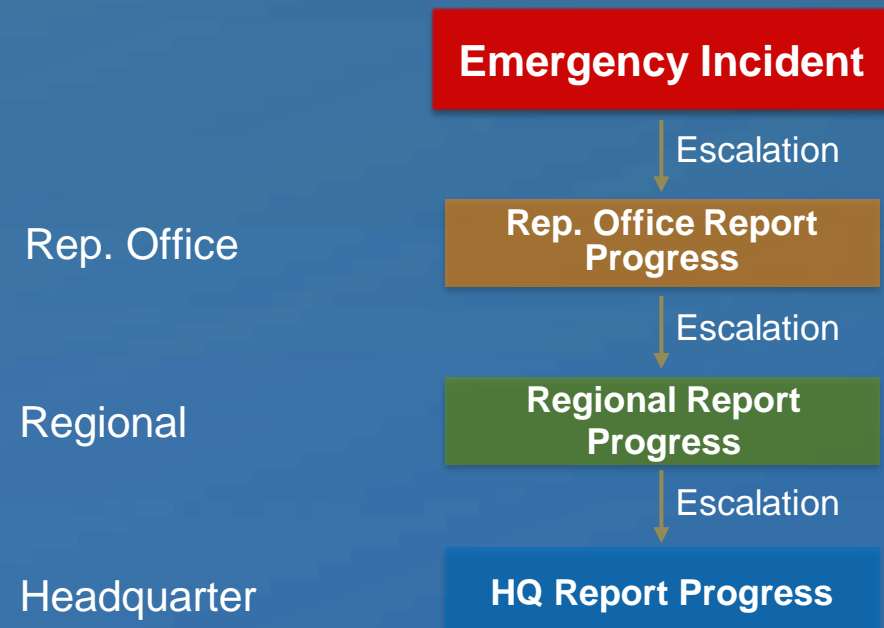 Emergency Incident
Escalation
Rep. Office
Rep. Office Report
Progress
Escalation
Regional
Regional Report
Progress
Escalation
Headquarter
HQ Report Progress